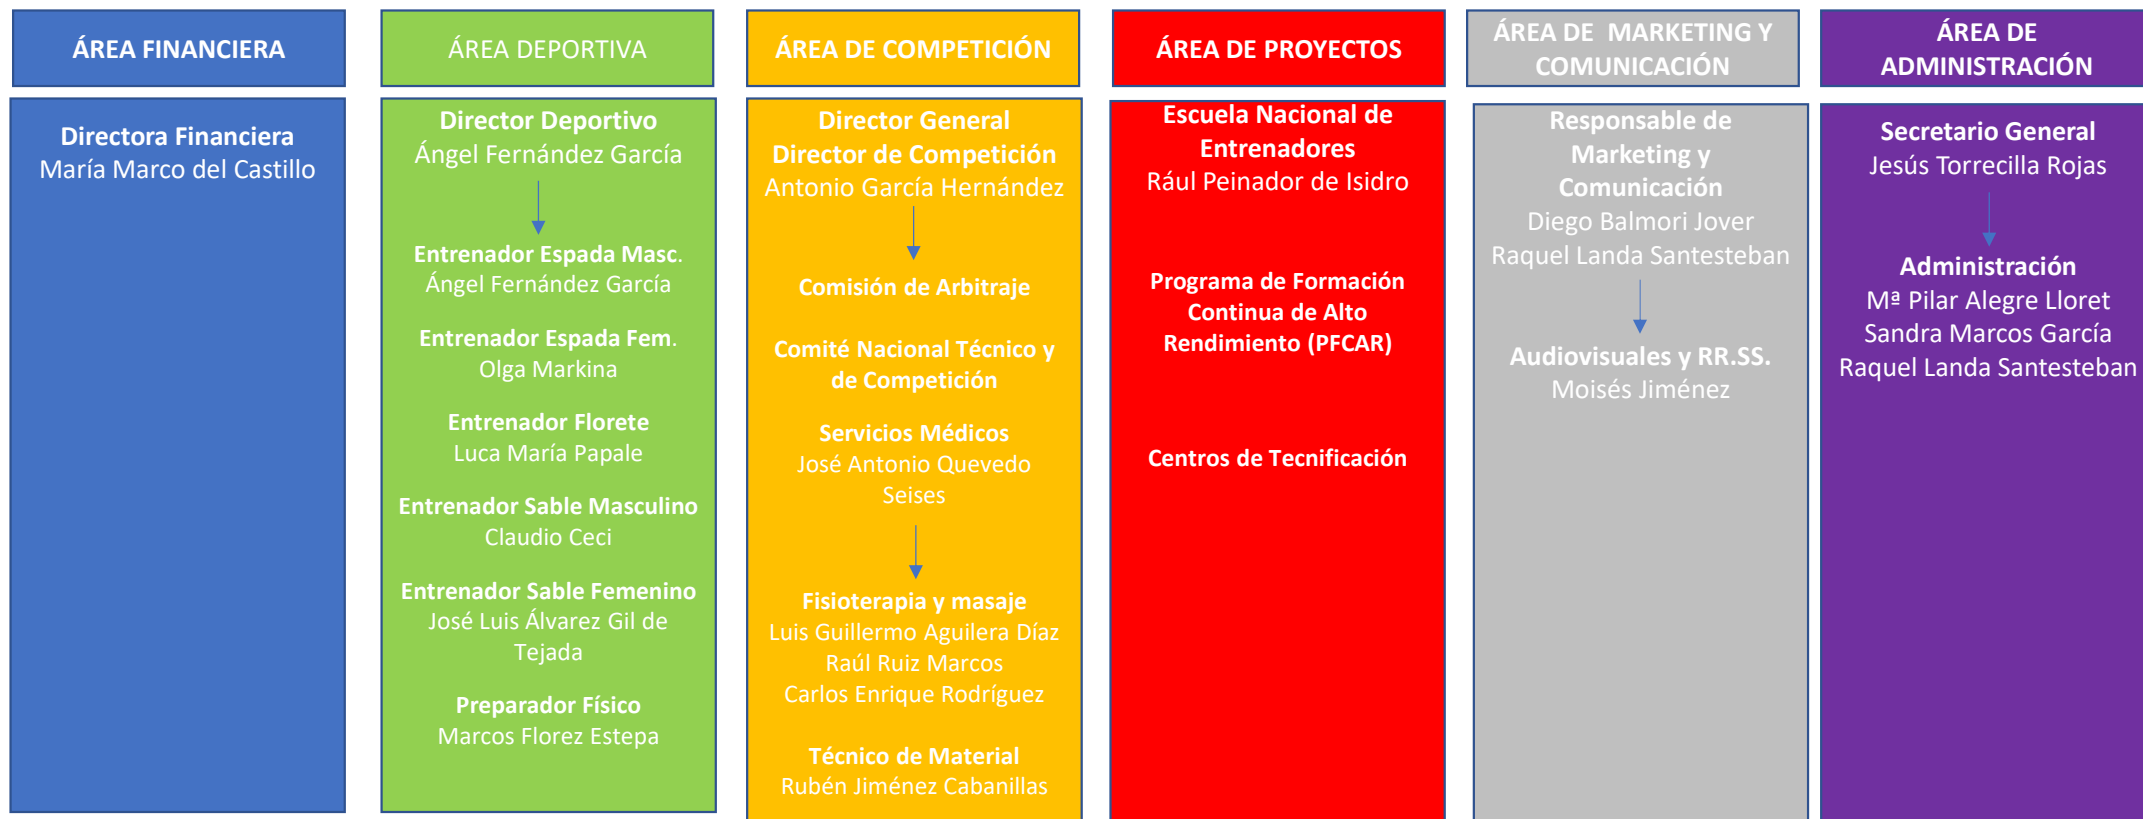 ÁREA FINANCIERA
Directora Financiera
María Marco del Castillo
ÁREA DEPORTIVA
Director Deportivo
Ángel Fernández García
Entrenador Espada Masc.
Ángel Fernández García
Entrenador Espada Fem.
Olga Markina
Entrenador Florete
Luca María Papale
Entrenador Sable Masculino
Claudio Ceci
Entrenador Sable Femenino
José Luis Álvarez Gil de
Tejada
Preparador Físico
Marcos Florez Estepa
ÁREA DE COMPETICIÓN
Director General
Director de Competición
Antonio García Hernández
Comisión de Arbitraje
Comité Nacional Técnico y
de Competición
Servicios Médicos
José Antonio Quevedo
Seises
Fisioterapia y masaje
Luis Guillermo Aguilera Díaz
Raúl Ruiz Marcos
Carlos Enrique Rodríguez
Técnico de Material
Rubén Jiménez Cabanillas
ÁREA DE PROYECTOS
Escuela Nacional de
Entrenadores
Rául Peinador de Isidro
Programa de Formación
Continua de Alto
Rendimiento (PFCAR)
Centros de Tecnificación
ÁREA DE MARKETING Y
COMUNICACIÓN
Responsable de
Marketing y
Comunicación
Diego Balmori Jover
Raquel Landa Santesteban
Audiovisuales y RR.SS.
Moisés Jiménez
ÁREA DE
ADMINISTRACIÓN
Secretario General
Jesús Torrecilla Rojas
Administración
Mª Pilar Alegre Lloret
Sandra Marcos García
Raquel Landa Santesteban